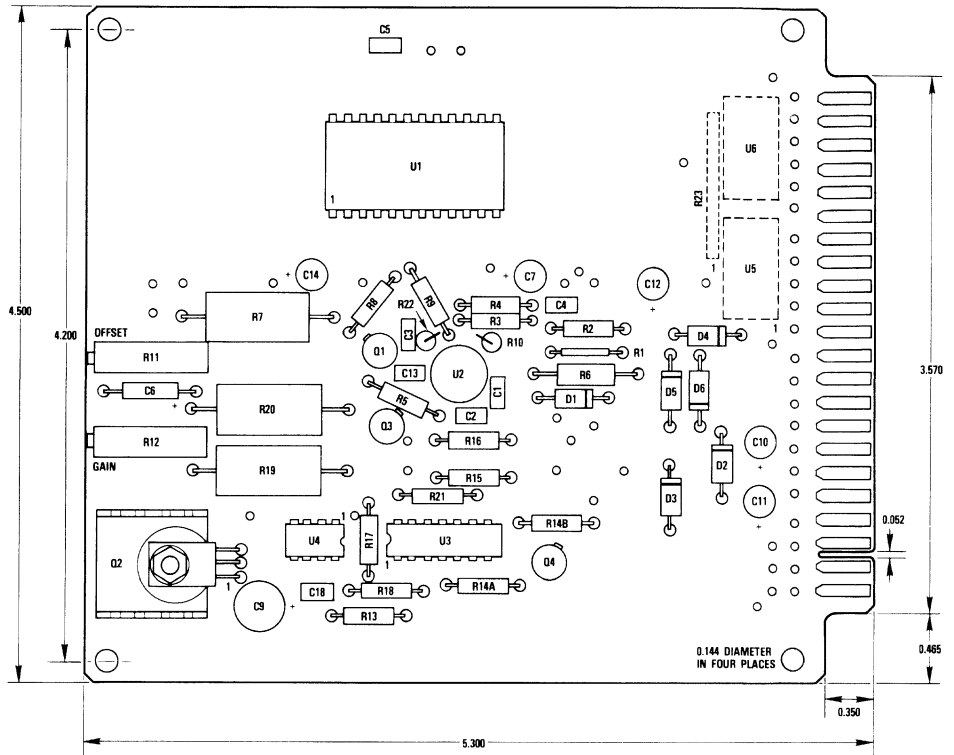 C5
U1
1
U6
R23
1
U5
1
4.500
4.200
3.570
+
C14
R7
R8
R22
R9
C3
Q1
R4
R3
R10
+
C7
C4
C12
+
R2
R1
R6
D1
D4
D5
D6
OFFSET
R11
C6
+
R20
R12
GAIN
R19
C13
U2
C1
R5
Q3
C2
R16
R15
R21
D2
D3
C10
+
C11
+
Q2
1
U4
1
R17
U3
1
R14B
Q4
0.052
C9
+
C18
R18
R13
R14A
0.144 DIAMETER
IN FOUR PLACES
0.465
0.350
5.300